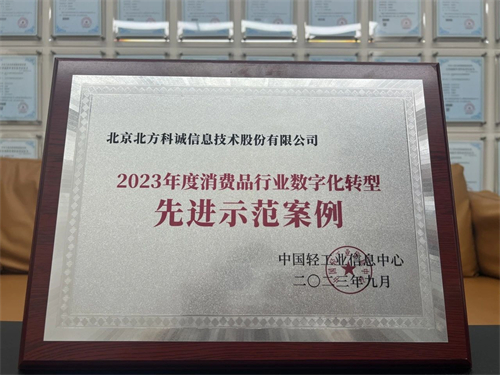 北京北方科诚信息技术股份有限公司
2023年度消费品行业数字化转型
先进示范案例
中国轻工业信息中心
二〇二三年九月